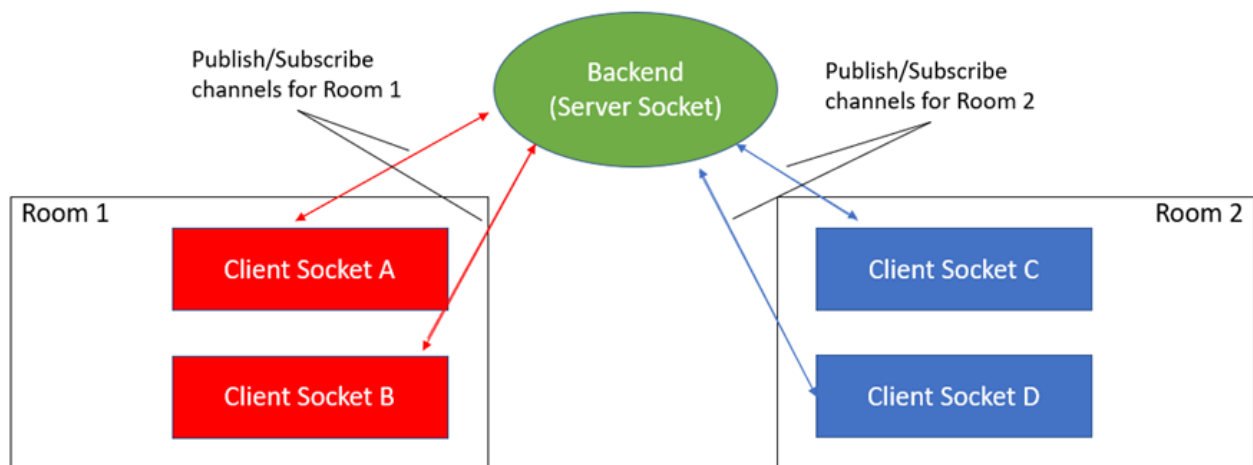 Publish/Subscribe
channels for Room 1
Backend
(Server Socket)
Publish/Subscribe
channels for Room 2
Room 1
Room 2
Client Socket A
Client Socket C
Client Socket B
Client Socket D